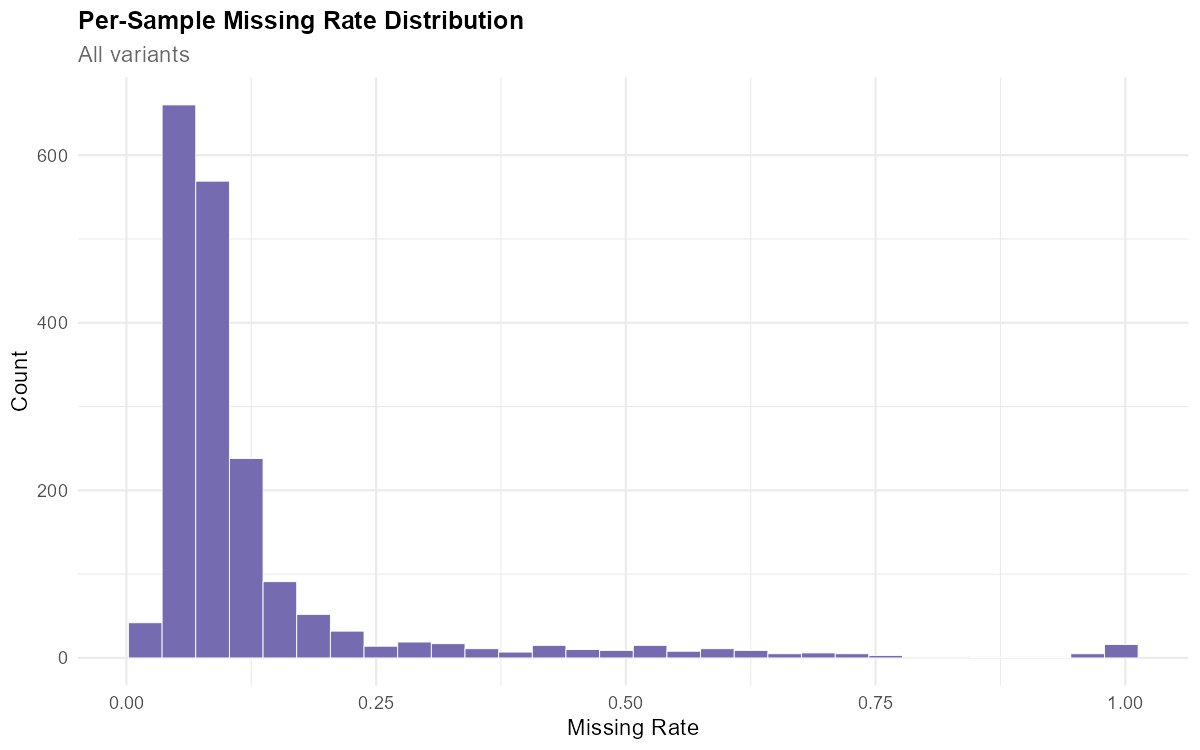 Per-Sample Missing Rate Distribution
All variants
600
400
200
0
Count
0.00 0.25 0.50 0.75 1.00
Missing Rate